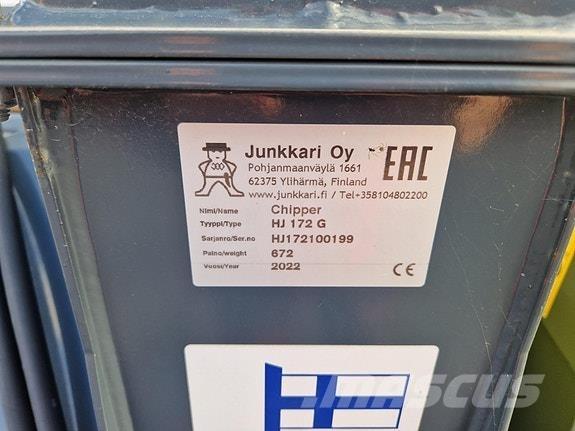 Junkkari Oy
EAC
Pohjanmaanväylä 1661
62375 Ylihärmä, Finland
www.junkkari.fi / Tel+358104802200
Nimi/Name Chipper
Tyyppi/Type HJ 172 G
Sarjanro/Ser.no HJ172100199
Paino/weight 672
Vuosi/Year 2022
CE
MASCUS